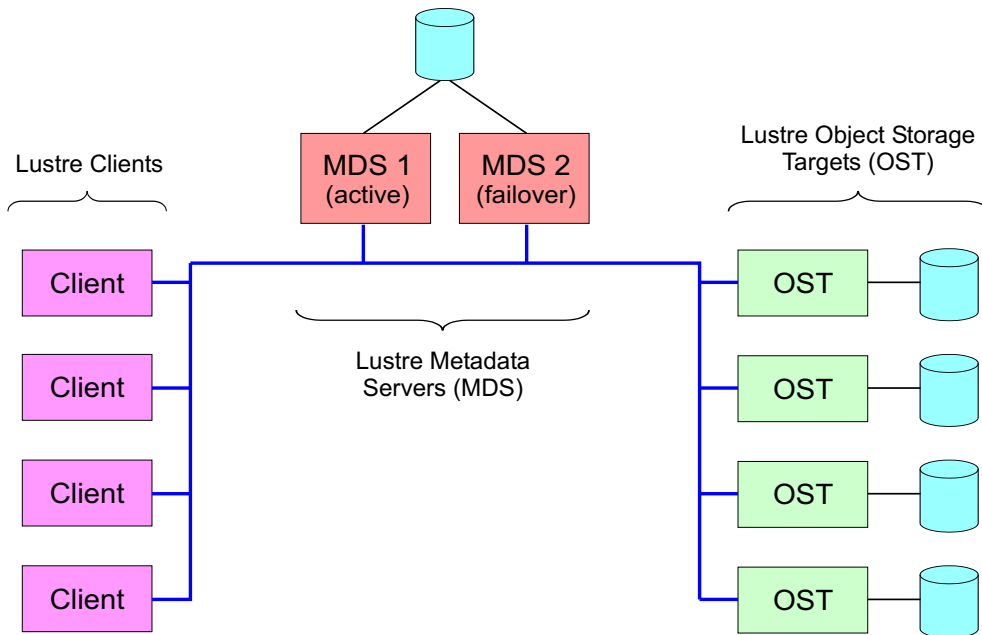 MDS 1
(active)
MDS 2
(failover)
Lustre Clients
Lustre Object Storage
Targets (OST)
Client
Client
Client
Client
Lustre Metadata
Servers (MDS)
OST
OST
OST
OST